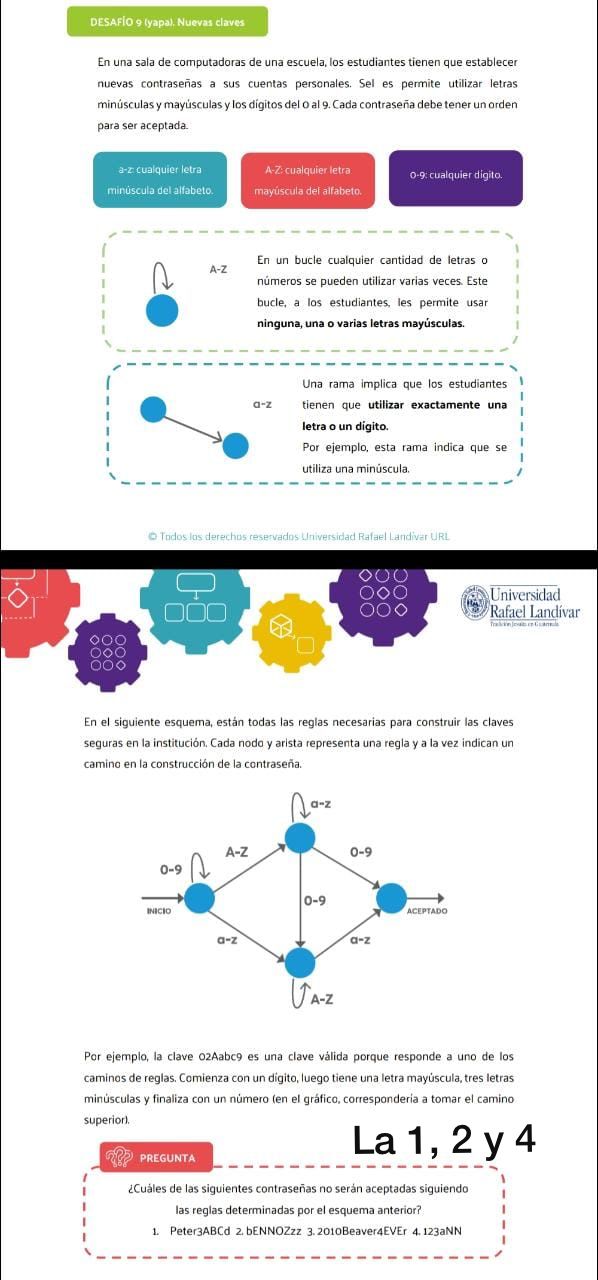 DESAFÍO 9 (yapa). Nuevas claves
En una sala de computadoras de una escuela, los estudiantes tienen que establecer
nuevas contraseñas a sus cuentas personales. Sel es permite utilizar letras
minúsculas y mayúsculas y los dígitos del 0 al 9. Cada contraseña debe tener un orden
para ser aceptada.
a-z: cualquier letra
minúscula del alfabeto.
A-Z: cualquier letra
mayúscula del alfabeto.
0-9: cualquier dígito.
A-Z
En un bucle cualquier cantidad de letras o
números se pueden utilizar varias veces. Este
bucle, a los estudiantes, les permite usar
ninguna, una o varias letras mayúsculas.
a-z
Una rama implica que los estudiantes
tienen que utilizar exactamente una
letra o un dígito.
Por ejemplo, esta rama indica que se
utiliza una minúscula.
© Todos los derechos reservados Universidad Rafael Landívar URL
Universidad
Rafael Landívar
Tradición Jesuita en Guatemala
En el siguiente esquema, están todas las reglas necesarias para construir las claves
seguras en la institución. Cada nodo y arista representa una regla y a la vez indican un
camino en la construcción de la contraseña.
a-z
A-Z
0-9
0-9
0-9
INICIO
ACEPTADO
a-z
a-z
A-Z
Por ejemplo, la clave 02Aabc9 es una clave válida porque responde a uno de los
caminos de reglas. Comienza con un dígito, luego tiene una letra mayúscula, tres letras
minúsculas y finaliza con un número (en el gráfico, correspondería a tomar el camino
superior).
La 1, 2 y 4
PREGUNTA
¿Cuáles de las siguientes contraseñas no serán aceptadas siguiendo
las reglas determinadas por el esquema anterior?
1. Peter3ABCd 2. bENNOZzz 3. 2010Beaver4EVEr 4. 123aNN